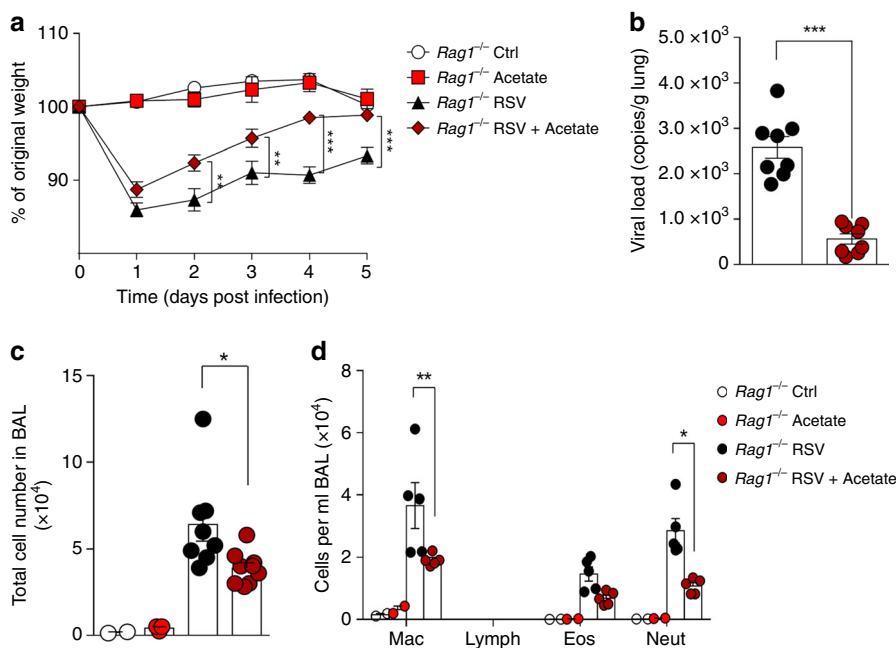 a
110
100
90
% of original weight
0 1 2 3 4 5
Time (days post infection)
** ** *** ***
Rag1–/– Ctrl
Rag1–/– Acetate
Rag1–/– RSV
Rag1–/– RSV + Acetate
b
***
5.0 ×10³
4.0 ×10³
3.0 ×10³
2.0 ×10³
1.0 ×10³
0
Viral load (copies/g lung)
c
*
15
10
5
0
Total cell number in BAL
(×10⁴)
d
** *
8
6
4
2
0
Cells per ml BAL (×10⁴)
Mac Lymph Eos Neut
Rag1–/– Ctrl
Rag1–/– Acetate
Rag1–/– RSV
Rag1–/– RSV + Acetate